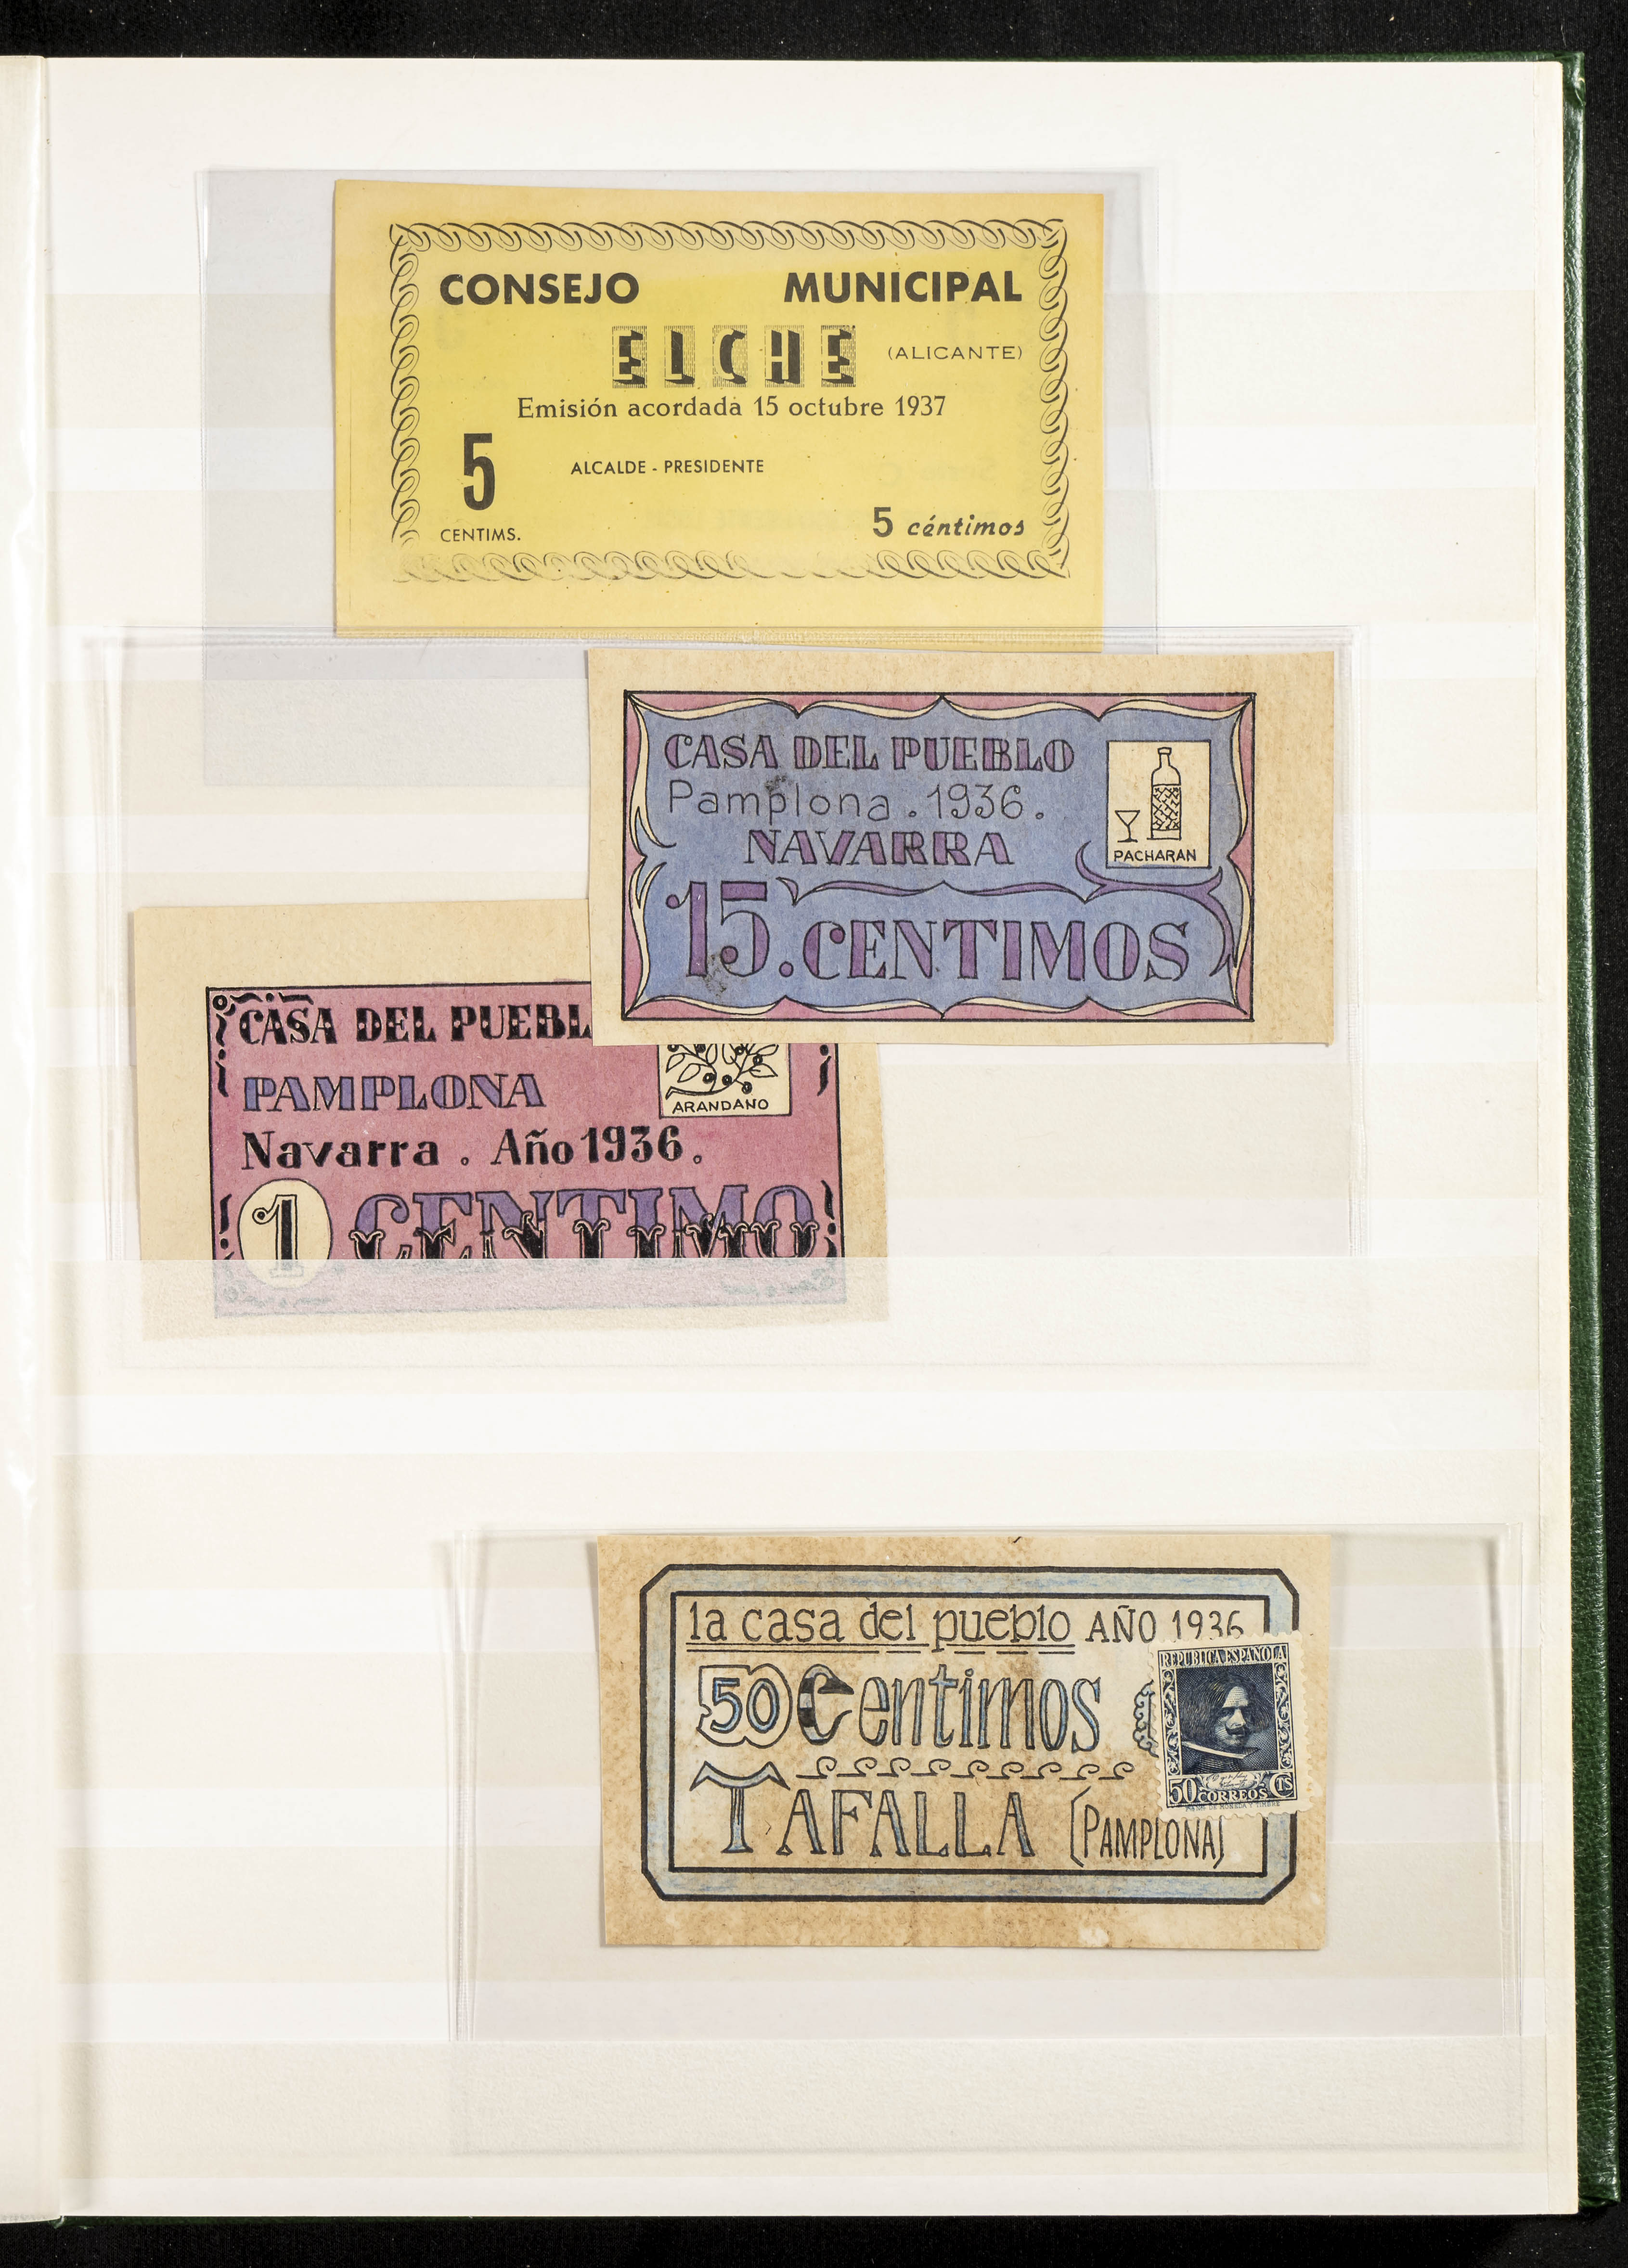 CONSEJO MUNICIPAL
ELCHE (ALICANTE)
Emisión acordada 15 octubre 1937
5 ALCALDE - PRESIDENTE
CENTIMS. 5 céntimos
CASA DEL PUEBLO
Pamplona . 1936 .
NAVARRA
PACHARAN
15. CENTIMOS
CASA DEL PUEBL
PAMPLONA
ARANDANO
Navarra . Año 1936 .
1 CENTIMO
la casa del pueblo AÑO 1936
50 Centimos
TAFALLA (PAMPLONA)
REPUBLICA ESPAÑOLA
50 CORREOS CTS